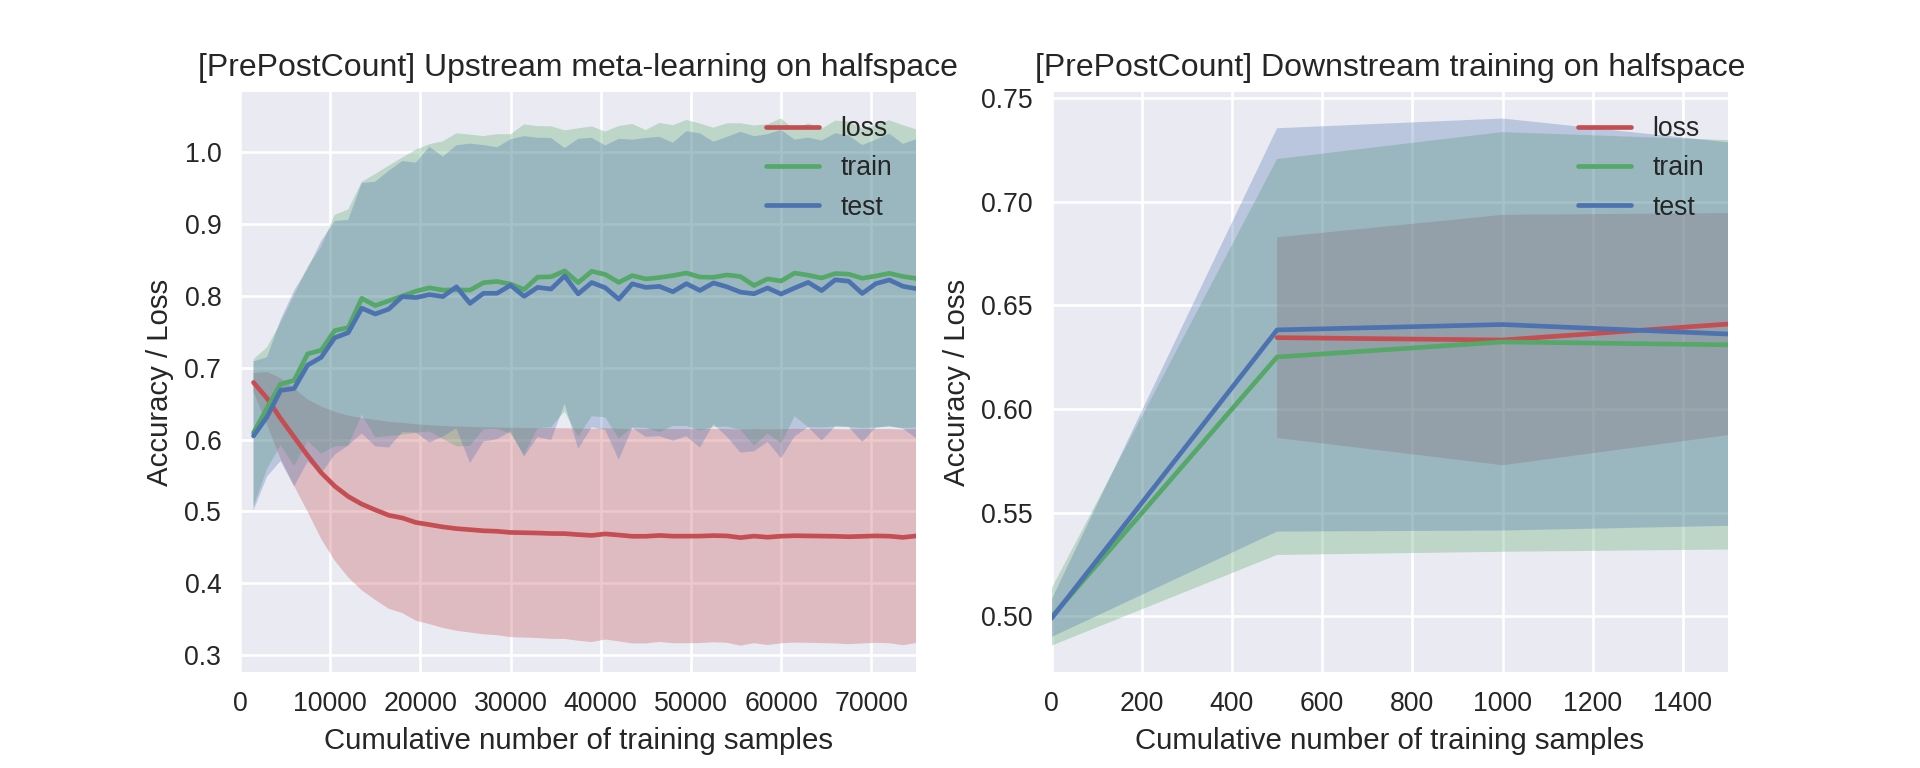 [PrePostCount] Upstream meta-learning on halfspace
1.0
0.9
0.8
0.7
0.6
0.5
0.4
0.3
Accuracy / Loss
loss
train
test
0 10000 20000 30000 40000 50000 60000 70000
Cumulative number of training samples
[PrePostCount] Downstream training on halfspace
0.75
0.70
0.65
0.60
0.55
0.50
Accuracy / Loss
loss
train
test
0 200 400 600 800 1000 1200 1400
Cumulative number of training samples